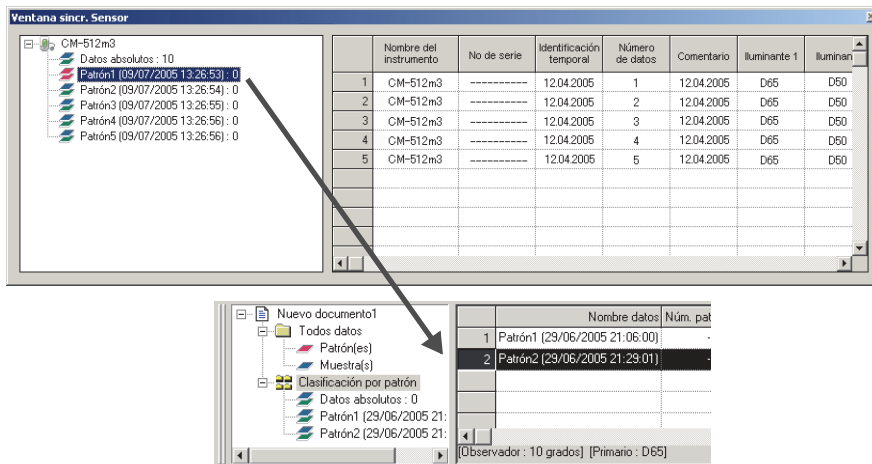 Ventana sincr. Sensor
CM-512m3
Datos absolutos : 10
Patrón1 (09/07/2005 13:26:53) : 0
Patrón2 (09/07/2005 13:26:54) : 0
Patrón3 (09/07/2005 13:26:55) : 0
Patrón4 (09/07/2005 13:26:56) : 0
Patrón5 (09/07/2005 13:26:56) : 0
Nombre del instrumento No de serie Identificación temporal Número de datos Comentario Iluminante 1 Iluminan
1 CM-512m3 ---------- 12.04.2005 1 12.04.2005 D65 D50
2 CM-512m3 ---------- 12.04.2005 2 12.04.2005 D65 D50
3 CM-512m3 ---------- 12.04.2005 3 12.04.2005 D65 D50
4 CM-512m3 ---------- 12.04.2005 4 12.04.2005 D65 D50
5 CM-512m3 ---------- 12.04.2005 5 12.04.2005 D65 D50
Nuevo documento1
Todos datos
Patrón(es)
Muestra(s)
Clasificación por patrón
Datos absolutos : 0
Patrón1 (29/06/2005 21:
Patrón2 (29/06/2005 21:
Nombre datos Núm. pat
1 Patrón1 (29/06/2005 21:06:00) -
2 Patrón2 (29/06/2005 21:29:01) -
[Observador : 10 grados] [Primario : D65]